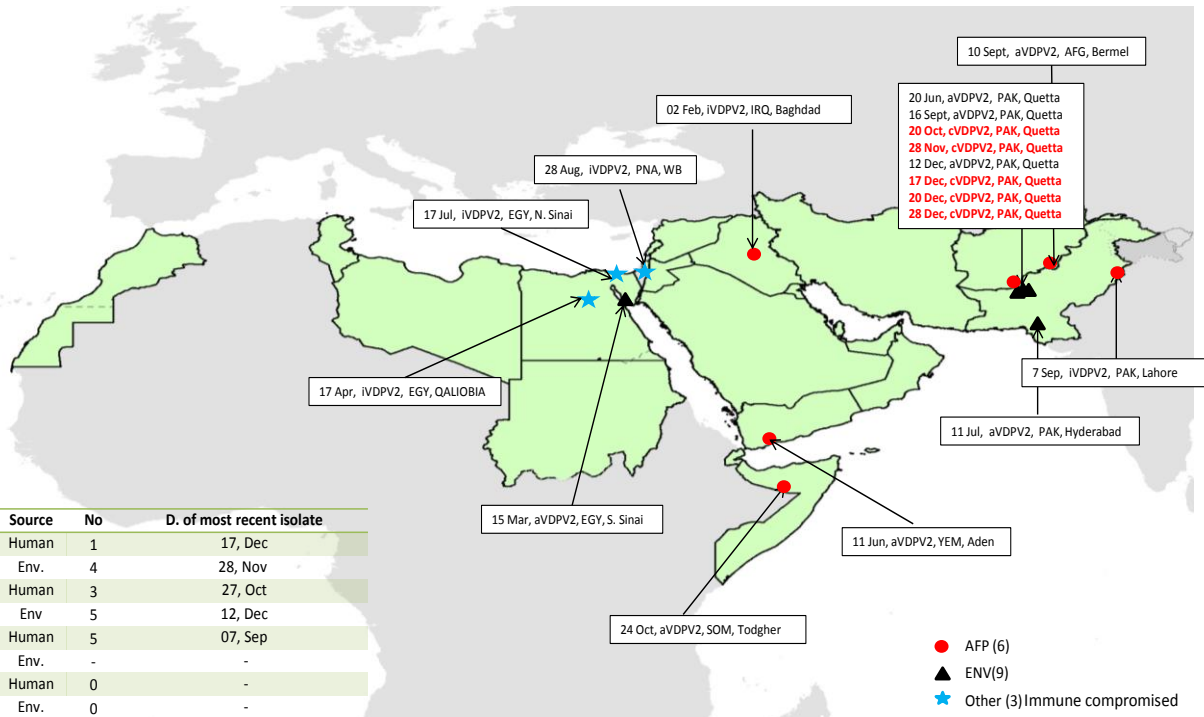 10 Sept, aVDPV2, AFG, Bermel
20 Jun, aVDPV2, PAK, Quetta
16 Sept, aVDPV2, PAK, Quetta
20 Oct, cVDPV2, PAK, Quetta
28 Nov, cVDPV2, PAK, Quetta
12 Dec, aVDPV2, PAK, Quetta
17 Dec, cVDPV2, PAK, Quetta
20 Dec, cVDPV2, PAK, Quetta
28 Dec, cVDPV2, PAK, Quetta
02 Feb, iVDPV2, IRQ, Baghdad
28 Aug, iVDPV2, PNA, WB
17 Jul, iVDPV2, EGY, N. Sinai
17 Apr, iVDPV2, EGY, QALIOBIA
7 Sep, iVDPV2, PAK, Lahore
11 Jul, aVDPV2, PAK, Hyderabad
15 Mar, aVDPV2, EGY, S. Sinai
11 Jun, aVDPV2, YEM, Aden
24 Oct, aVDPV2, SOM, Todgher
Source No D. of most recent isolate
Human 1 17, Dec
Env. 4 28, Nov
Human 3 27, Oct
Env 5 12, Dec
Human 5 07, Sep
Env. - -
Human 0 -
Env. 0 -
AFP (6)
ENV(9)
Other (3) Immune compromised